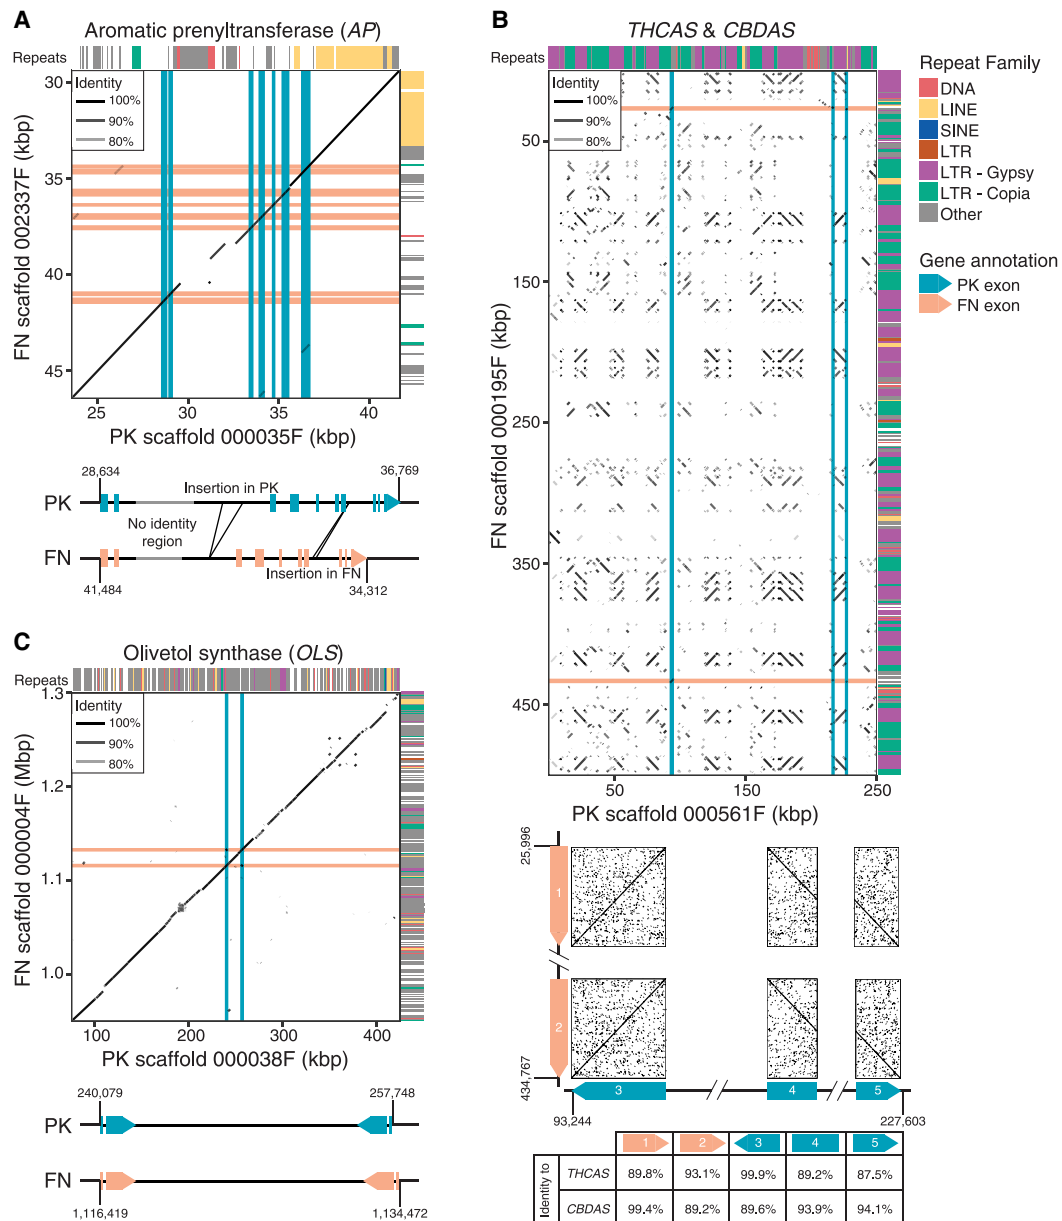 A
Aromatic prenyltransferase (AP)
Repeats
Identity
100%
90%
80%
30
35
40
45
FN scaffold 002337F (kbp)
25
30
35
40
PK scaffold 000035F (kbp)
28,634
36,769
Insertion in PK
PK
No identity
region
FN
Insertion in FN
41,484
34,312
B
THCAS & CBDAS
Repeats
Identity
100%
90%
80%
50
150
250
350
450
FN scaffold 000195F (kbp)
50
150
250
PK scaffold 000561F (kbp)
Repeat Family
DNA
LINE
SINE
LTR
LTR - Gypsy
LTR - Copia
Other
Gene annotation
PK exon
FN exon
25,996
1
2
434,767
3
4
5
93,244
227,603
1
2
3
4
5
Identity to
THCAS
89.8%
93.1%
99.9%
89.2%
87.5%
CBDAS
99.4%
89.2%
89.6%
93.9%
94.1%
C
Olivetol synthase (OLS)
Repeats
Identity
100%
90%
80%
1.3
1.2
1.1
1.0
FN scaffold 000004F (Mbp)
100
200
300
400
PK scaffold 000038F (kbp)
240,079
257,748
PK
FN
1,116,419
1,134,472